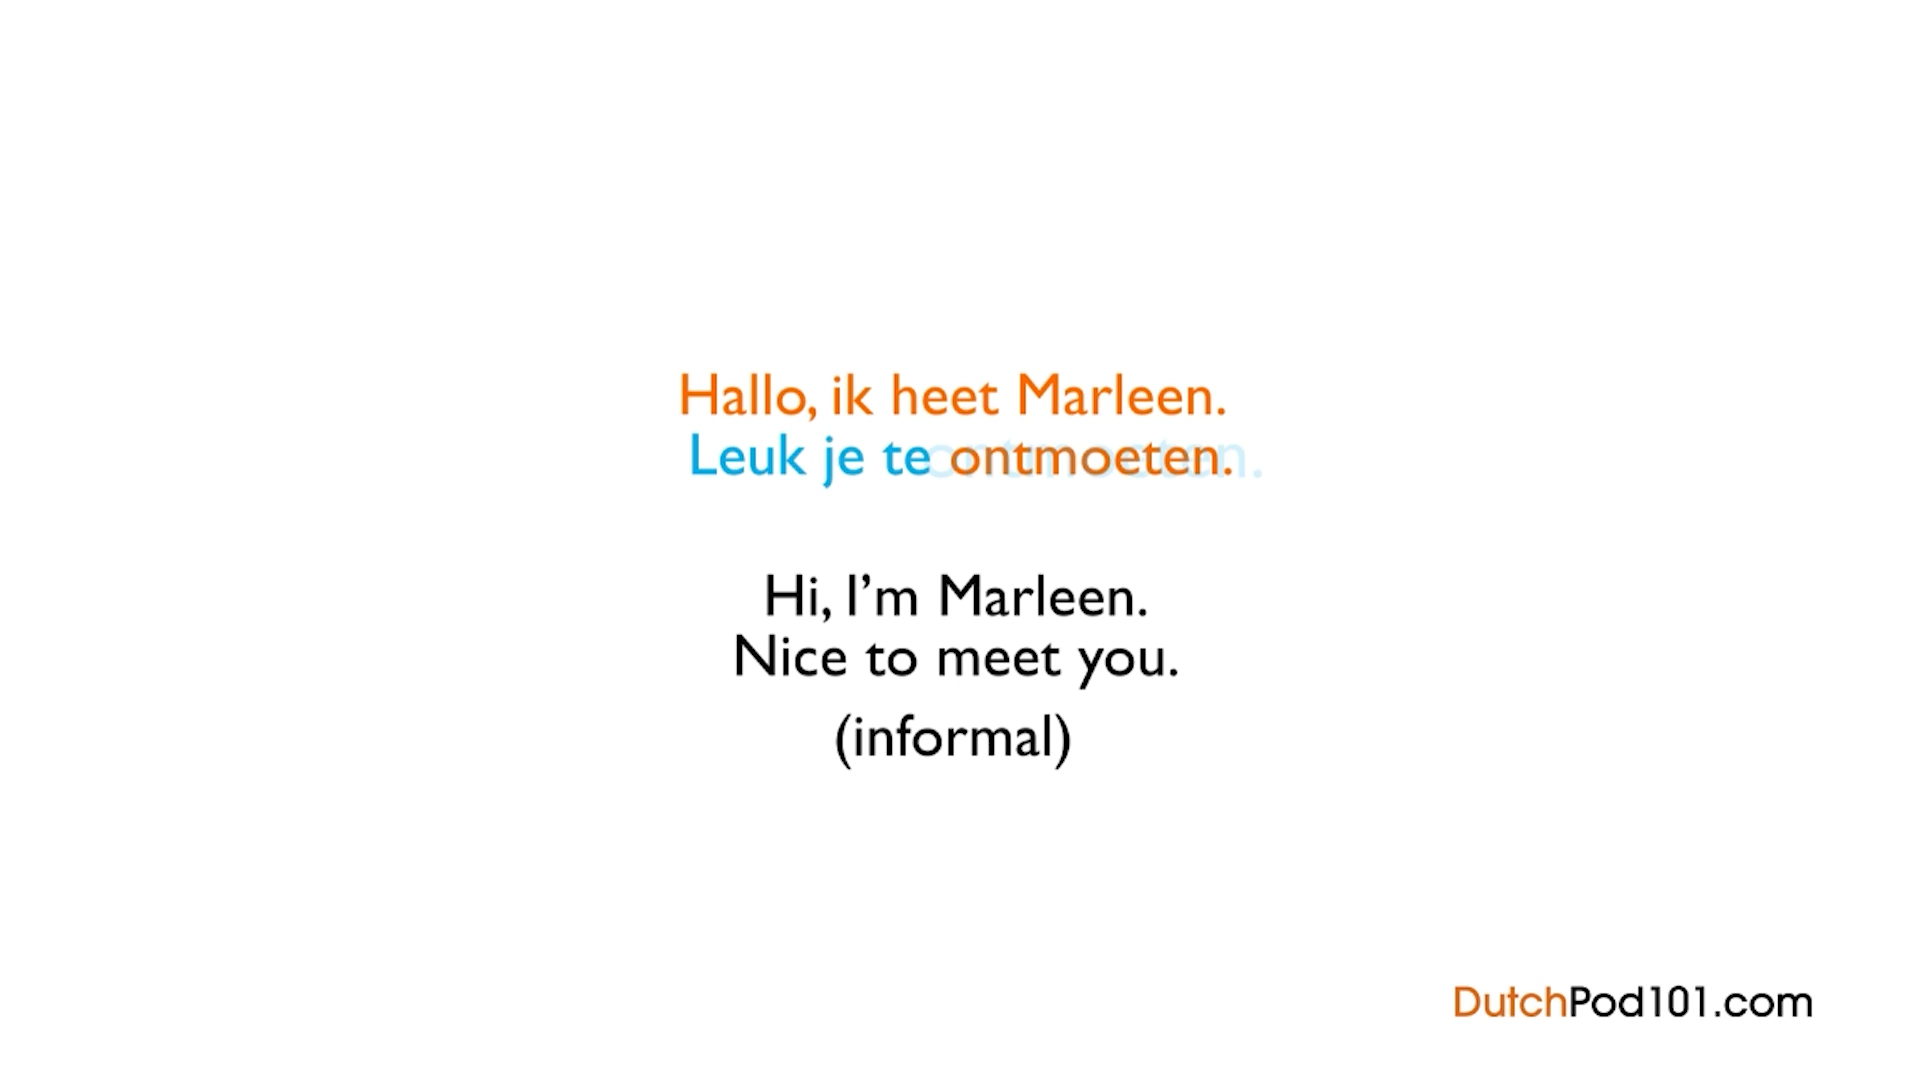 Hallo, ik heet Marleen.
Leuk je te ontmoeten.
Hi, I’m Marleen.
Nice to meet you.
(informal)
DutchPod101.com